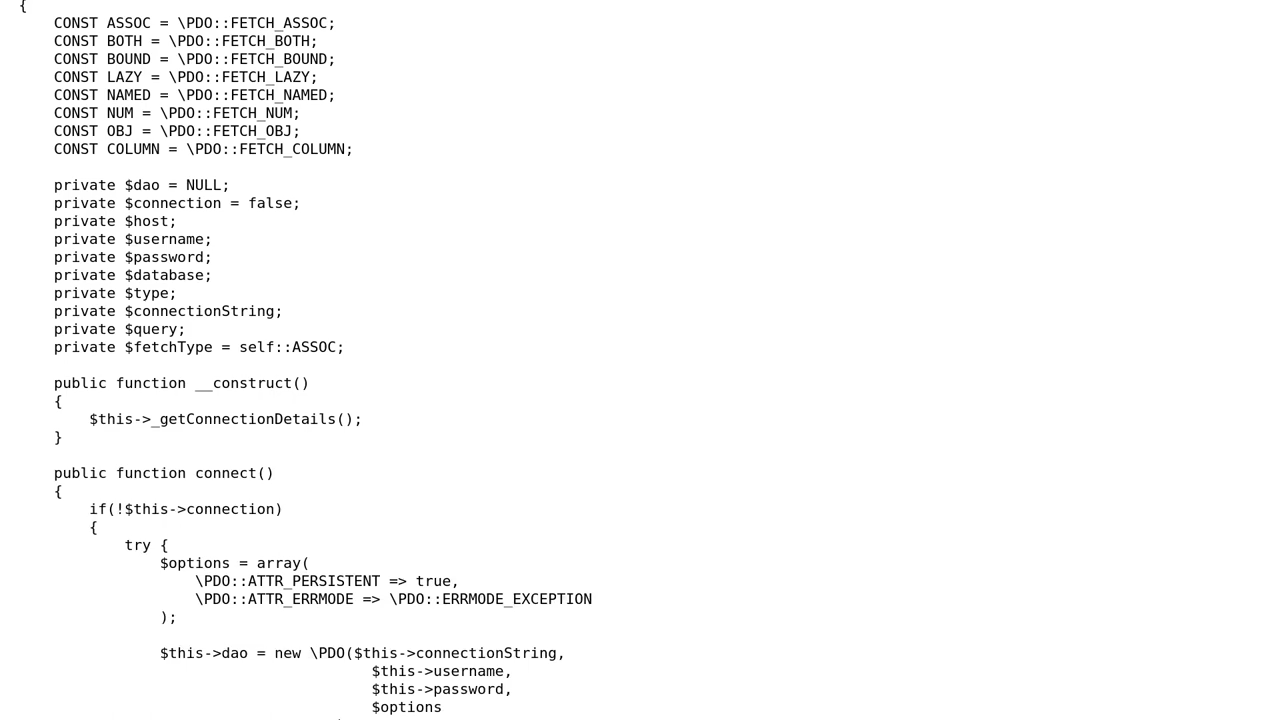 {
    CONST ASSOC = \PDO::FETCH_ASSOC;
    CONST BOTH = \PDO::FETCH_BOTH;
    CONST BOUND = \PDO::FETCH_BOUND;
    CONST LAZY = \PDO::FETCH_LAZY;
    CONST NAMED = \PDO::FETCH_NAMED;
    CONST NUM = \PDO::FETCH_NUM;
    CONST OBJ = \PDO::FETCH_OBJ;
    CONST COLUMN = \PDO::FETCH_COLUMN;

    private $dao = NULL;
    private $connection = false;
    private $host;
    private $username;
    private $password;
    private $database;
    private $type;
    private $connectionString;
    private $query;
    private $fetchType = self::ASSOC;

    public function __construct()
    {
        $this->_getConnectionDetails();
    }

    public function connect()
    {
        if(!$this->connection)
        {
            try {
                $options = array(
                    \PDO::ATTR_PERSISTENT => true,
                    \PDO::ATTR_ERRMODE => \PDO::ERRMODE_EXCEPTION
                );

                $this->dao = new \PDO($this->connectionString,
                                        $this->username,
                                        $this->password,
                                        $options